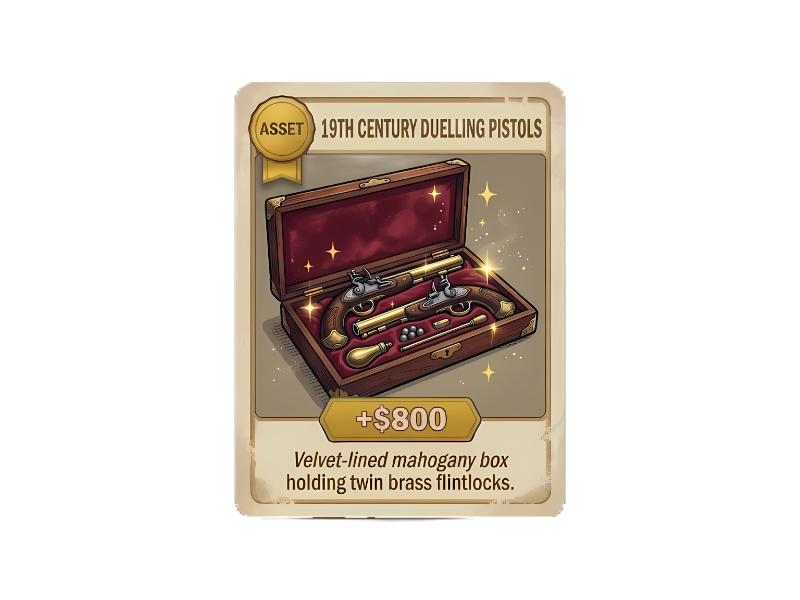 ASSET
19TH CENTURY DUELLING PISTOLS
+$800
Velvet-lined mahogany box
holding twin brass flintlocks.